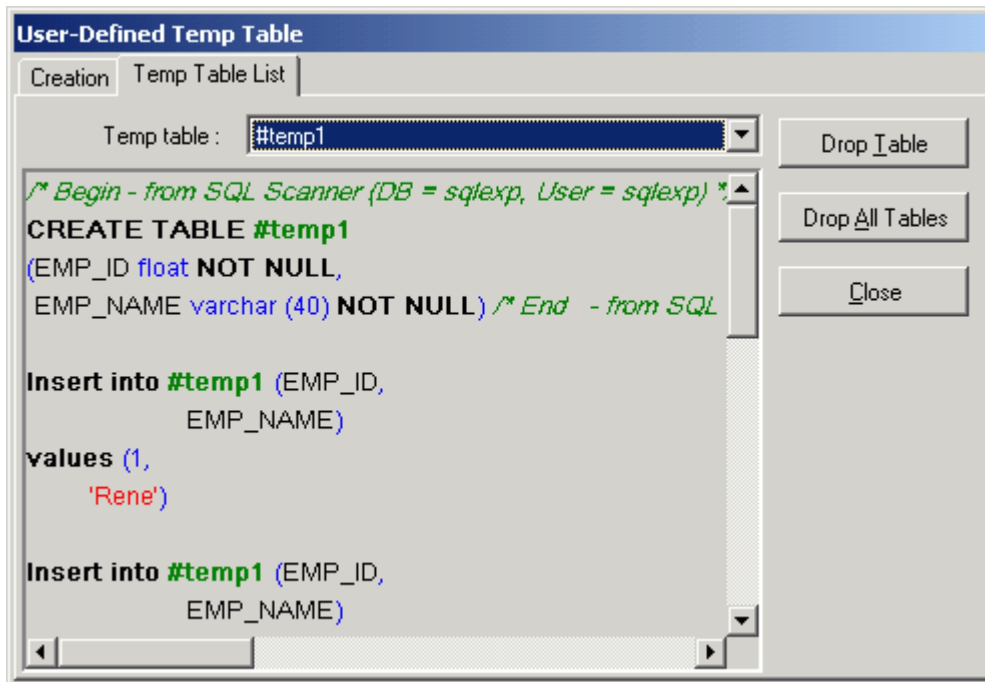 User-Defined Temp Table
Creation Temp Table List
Temp table : #temp1
Drop Table
Drop All Tables
Close
/* Begin - from SQL Scanner (DB = sqlexp, User = sqlexp) *
CREATE TABLE #temp1
(EMP_ID float NOT NULL,
EMP_NAME varchar (40) NOT NULL) /* End - from SQL
Insert into #temp1 (EMP_ID,
EMP_NAME)
values (1,
'Rene')
Insert into #temp1 (EMP_ID,
EMP_NAME)